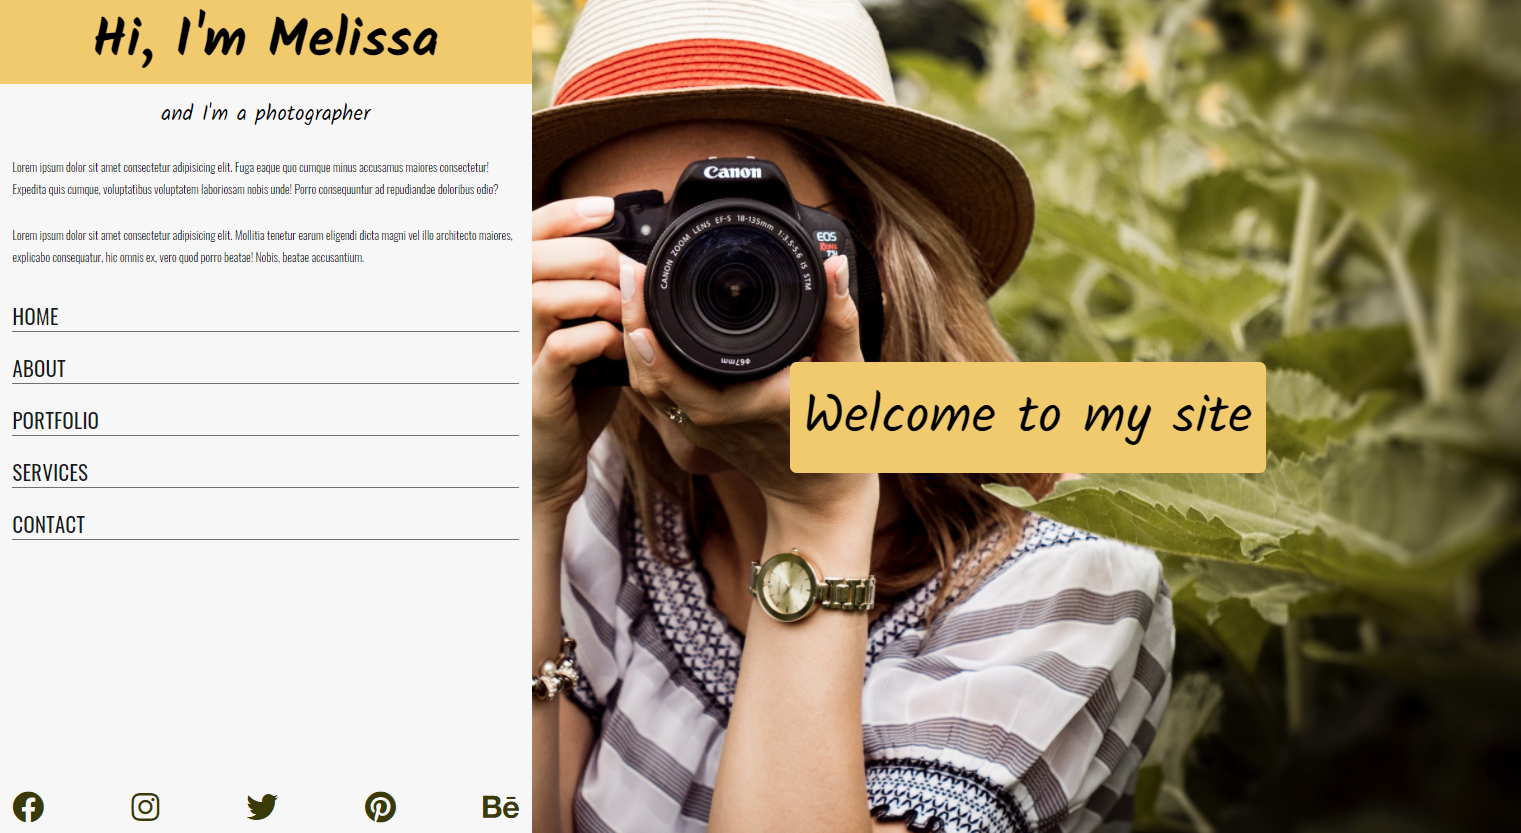 Hi, I'm Melissa
and I'm a photographer
Lorem ipsum dolor sit amet consectetur adipisicing elit. Fuga eaque quo cumque minus accusamus maiores consectetur!
Expedita quis cumque, voluptatibus voluptatem laboriosam nobis unde! Porro consequuntur ad repudiandae doloribus odio?
Lorem ipsum dolor sit amet consectetur adipisicing elit. Mollitia tenetur earum eligendi dicta magni vel illo architecto maiores,
explicabo consequatur, hic omnis ex, vero quod porro beatae! Nobis, beatae accusantium.
HOME
ABOUT
PORTFOLIO
SERVICES
CONTACT
Bē
Canon
CANON ZOOM LENS EF-S 18-135mm 1:3.5-5.6 IS STM
EOS
φ67mm
Welcome to my site